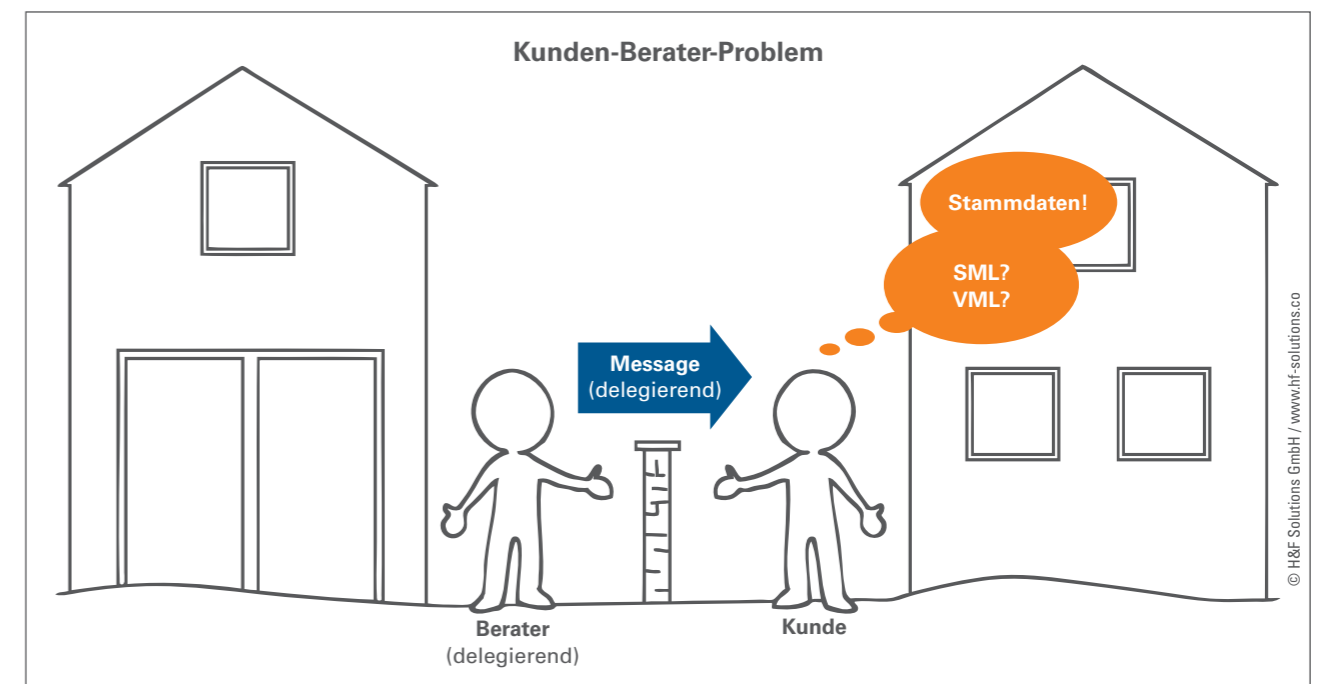 Kunden-Berater-Problem
Stammdaten!
SML?
VML?
Message
(delegierend)
Berater
(delegierend)
Kunde
© H&F Solutions GmbH / www.hf-solutions.co